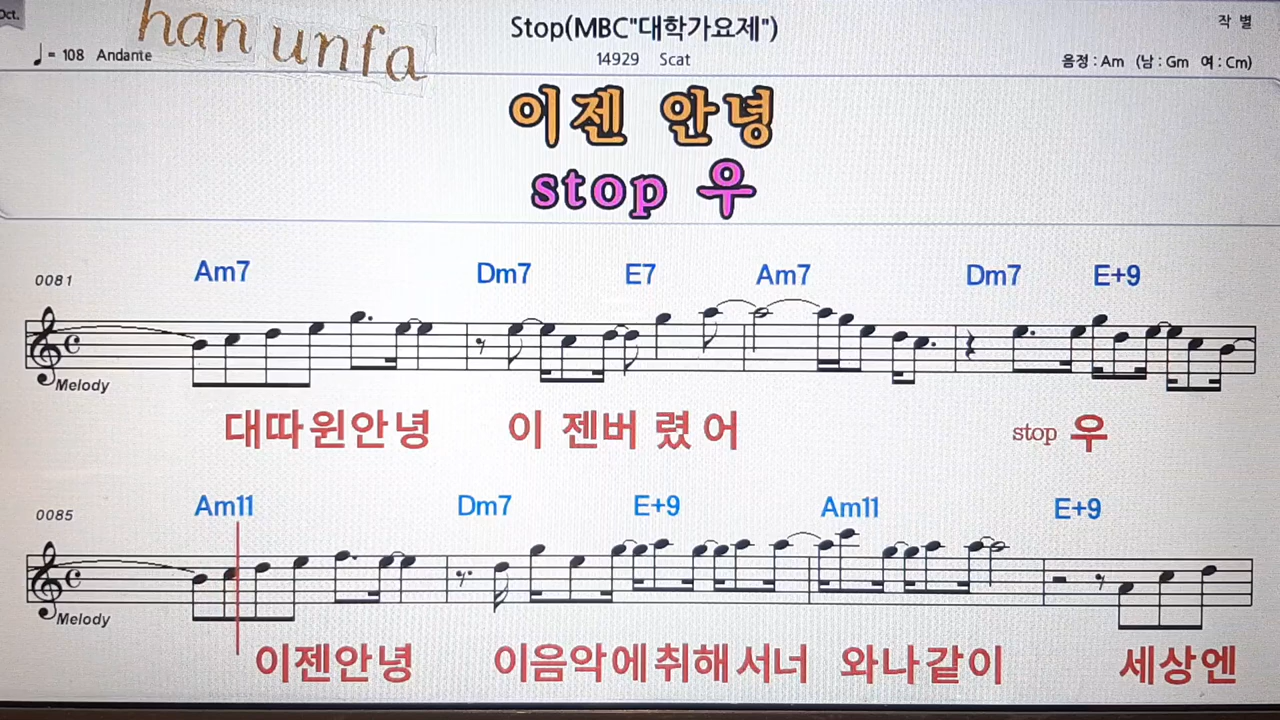 Oct.
han unfa
Stop(MBC"대학가요제")
작 별
♩= 108 Andante
14929 Scat
음정 : Am (남 : Gm 여 : Cm)
이젠 안녕
stop 우
0081 Am7 Dm7 E7 Am7 Dm7 E+9
Melody
대따윈안녕 이 젠버 렸 어 stop 우
0085 Am11 Dm7 E+9 Am11 E+9
Melody
이젠안녕 이음악에 취해 서너 와나같이 세상엔